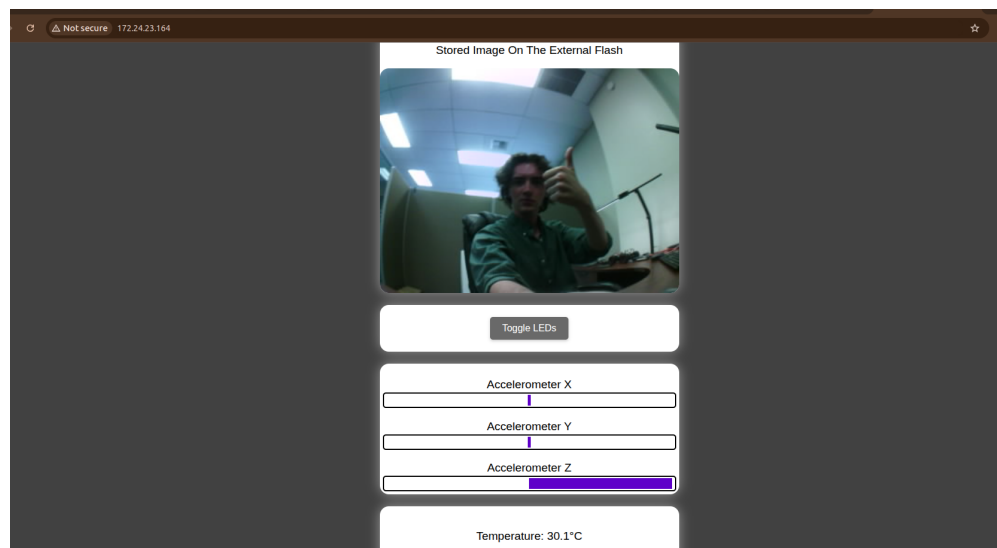 Not secure 172.24.23.164
Stored Image On The External Flash
Toggle LEDs
Accelerometer X
Accelerometer Y
Accelerometer Z
Temperature: 30.1°C